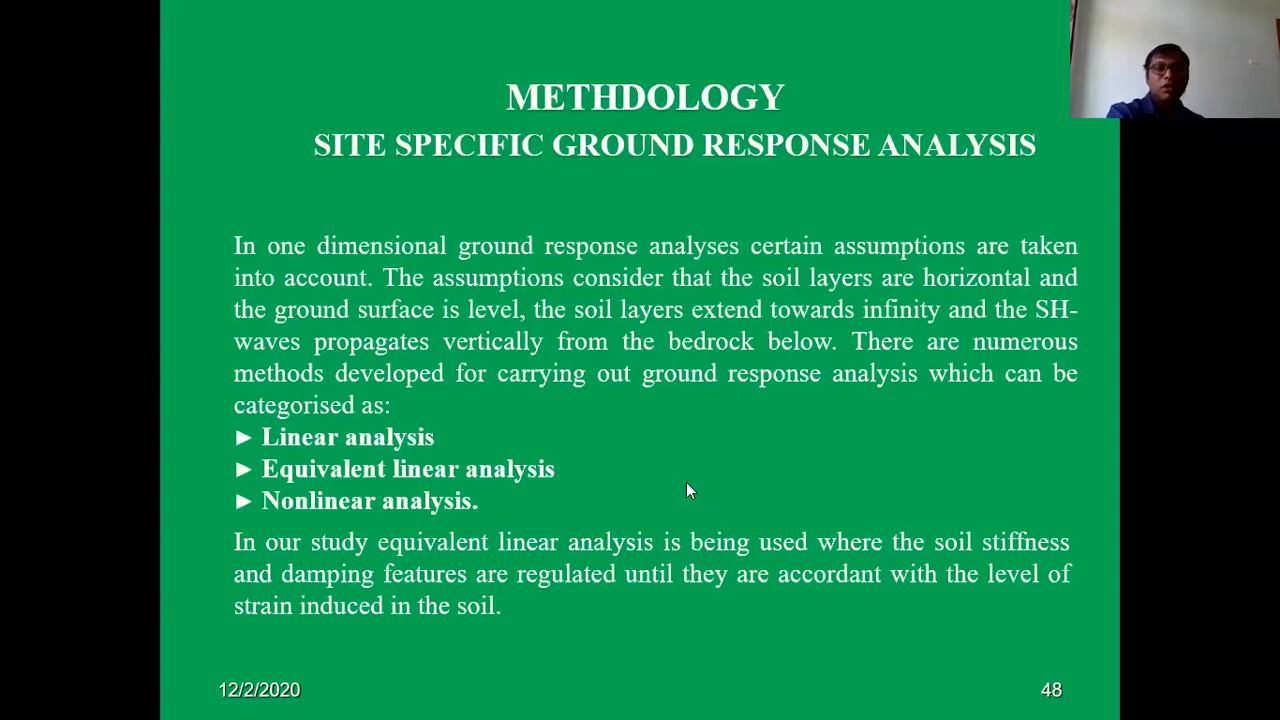 METHDOLOGY
SITE SPECIFIC GROUND RESPONSE ANALYSIS
In one dimensional ground response analyses certain assumptions are taken
into account. The assumptions consider that the soil layers are horizontal and
the ground surface is level, the soil layers extend towards infinity and the SH-
waves propagates vertically from the bedrock below. There are numerous
methods developed for carrying out ground response analysis which can be
categorised as:
► Linear analysis
► Equivalent linear analysis
► Nonlinear analysis.
In our study equivalent linear analysis is being used where the soil stiffness
and damping features are regulated until they are accordant with the level of
strain induced in the soil.
12/2/2020
48